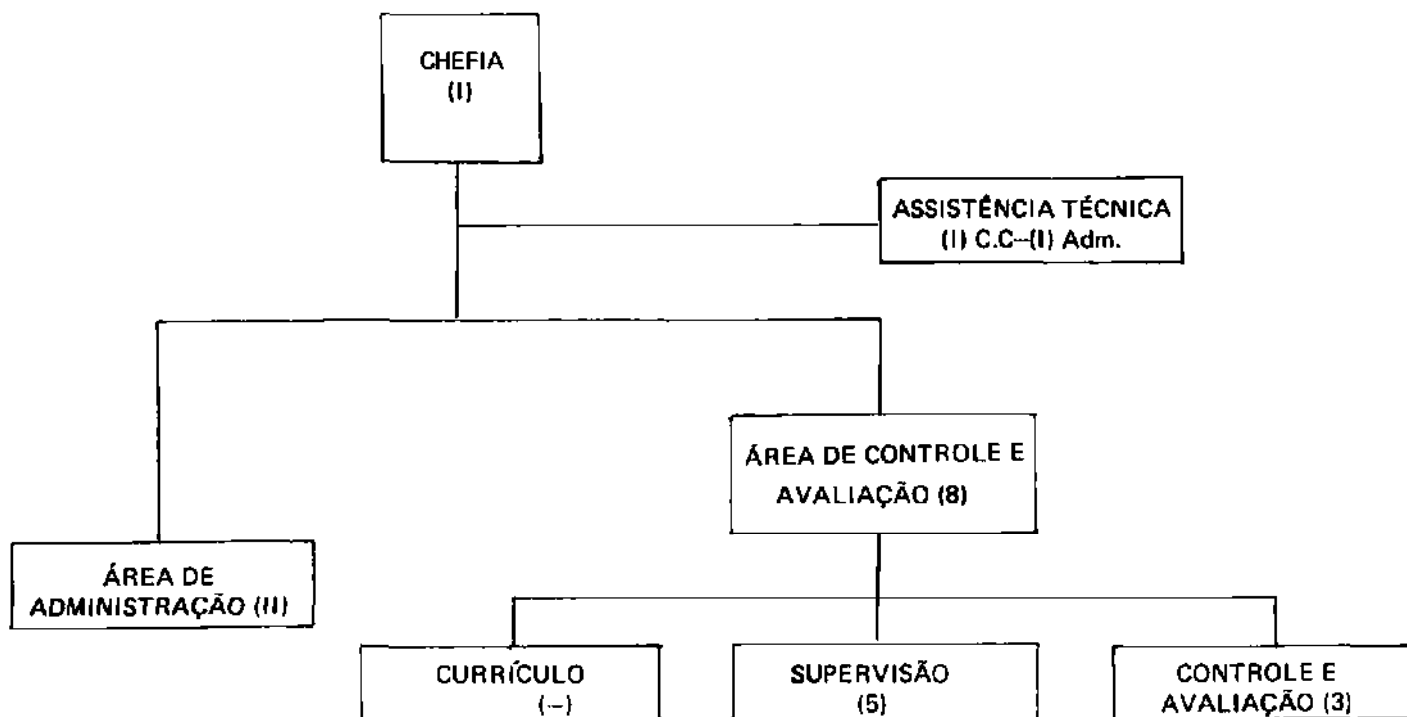 CHEFIA
(I)
ASSISTÊNCIA TÉCNICA
(I) C.C–(I) Adm.
ÁREA DE CONTROLE E
AVALIAÇÃO (8)
ÁREA DE
ADMINISTRAÇÃO (II)
CURRÍCULO
(–)
SUPERVISÃO
(5)
CONTROLE E
AVALIAÇÃO (3)